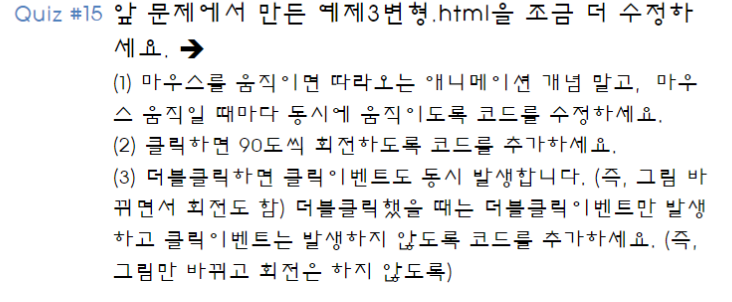 Quiz #15 앞 문제에서 만든 예제3변형.html을 조금 더 수정하
세요. ➔
(1) 마우스를 움직이면 따라오는 애니메이션 개념 말고, 마우
스 움직일 때마다 동시에 움직이도록 코드를 수정하세요.
(2) 클릭하면 90도씩 회전하도록 코드를 추가하세요.
(3) 더블클릭하면 클릭이벤트도 동시 발생합니다. (즉, 그림 바
뀌면서 회전도 함) 더블클릭했을 때는 더블클릭이벤트만 발생
하고 클릭이벤트는 발생하지 않도록 코드를 추가하세요. (즉,
그림만 바뀌고 회전은 하지 않도록)